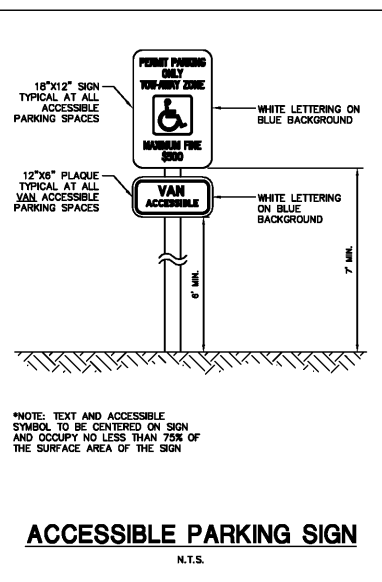 PERMIT PARKING
ONLY
TOW-AWAY ZONE
MAXIMUM FINE
$500
18"X12" SIGN
TYPICAL AT ALL
ACCESSIBLE
PARKING SPACES
WHITE LETTERING ON
BLUE BACKGROUND
12"X6" PLAQUE
TYPICAL AT ALL
VAN ACCESSIBLE
PARKING SPACES
VAN
ACCESSIBLE
WHITE LETTERING
ON BLUE
BACKGROUND
6' MIN.
7' MIN.
*NOTE: TEXT AND ACCESSIBLE
SYMBOL TO BE CENTERED ON SIGN
AND OCCUPY NO LESS THAN 75% OF
THE SURFACE AREA OF THE SIGN
ACCESSIBLE PARKING SIGN
N.T.S.